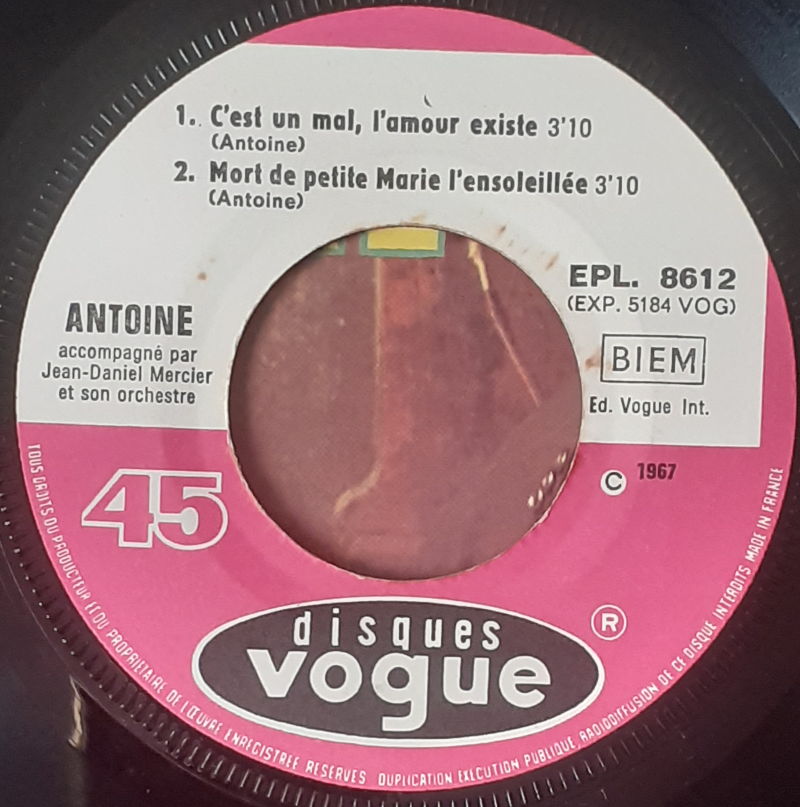 1. C'est un mal, l'amour existe 3'10
(Antoine)
2. Mort de petite Marie l'ensoleillée 3'10
(Antoine)
ANTOINE
accompagné par
Jean-Daniel Mercier
et son orchestre
EPL. 8612
(EXP. 5184 VOG)
BIEM
Ed. Vogue Int.
45
© 1967
disques
vogue
®
TOUS DROITS DU PRODUCTEUR ET DU PROPRIETAIRE DE L'ŒUVRE ENREGISTREE RESERVES DUPLICATION EXECUTION PUBLIQUE, RADIODIFFUSION DE CE DISQUE INTERDITS MADE IN FRANCE